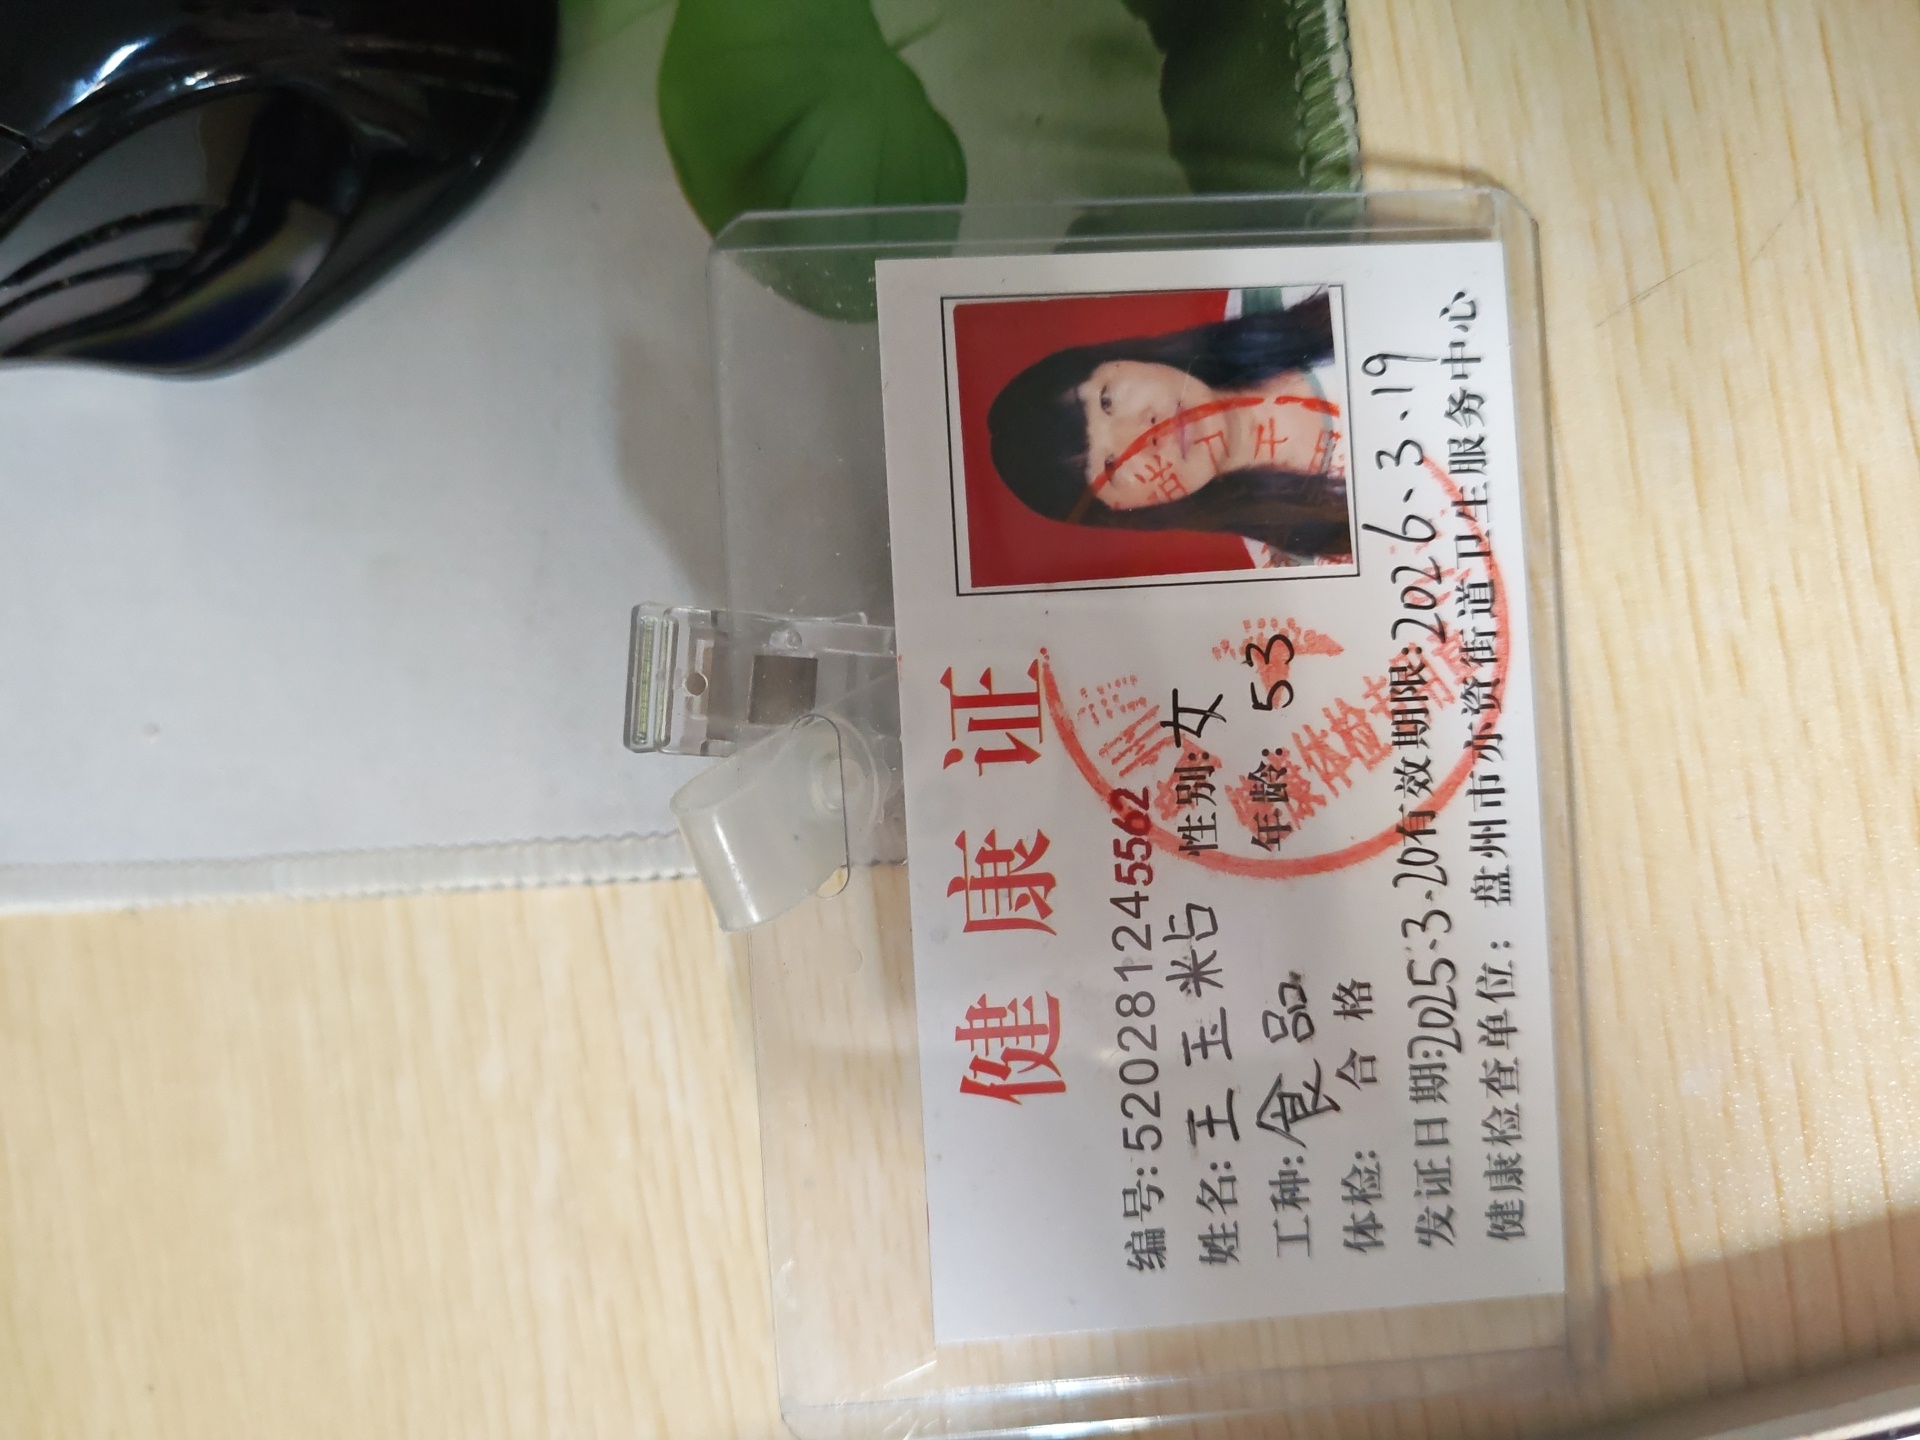 健康证
编号:520281245562
姓名:王玉粘 性别:女
工种:食品 年龄:53
体检:合格
发证日期:2025.3.20有效期限:2026.3.19
健康检查单位:盘州市亦资街道卫生服务中心